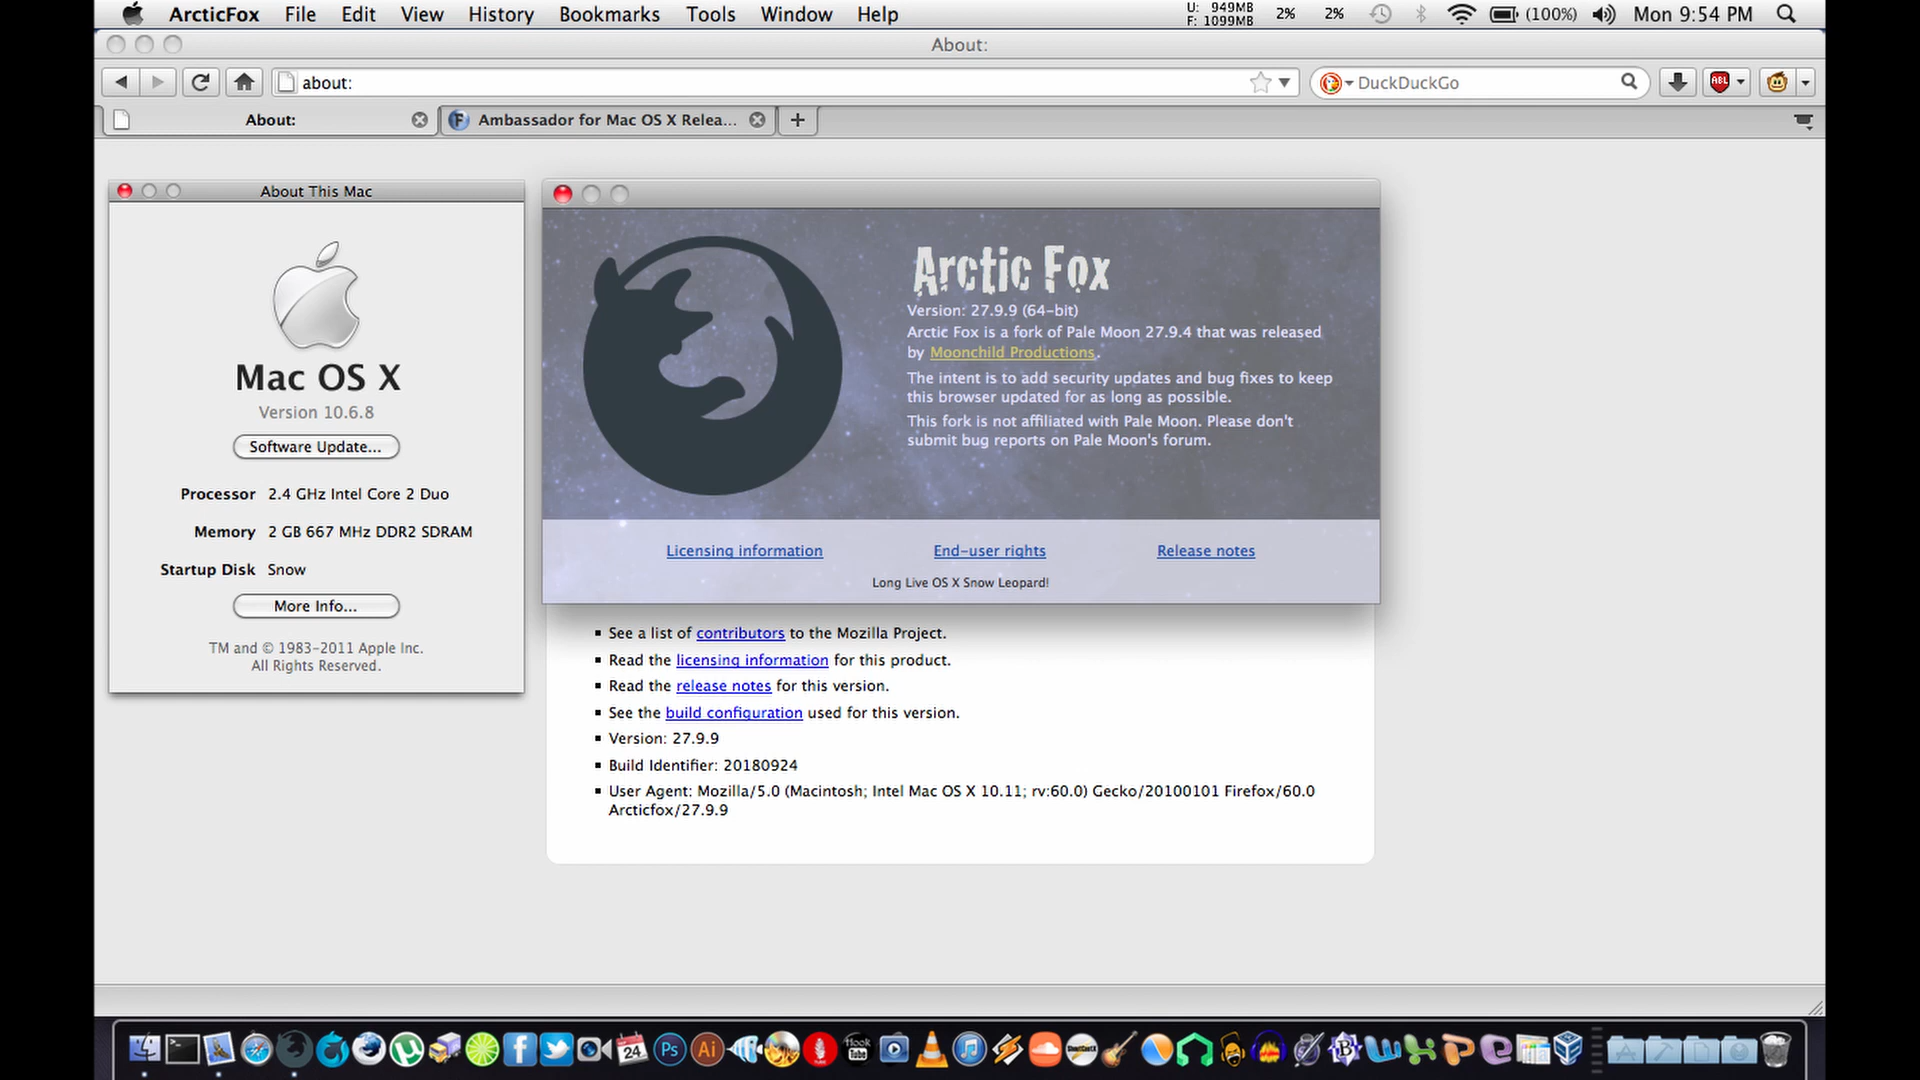 ArcticFox File Edit View History Bookmarks Tools Window Help
U: 949MB
F: 1099MB
2% 2% (100%) Mon 9:54 PM
About:
about:
DuckDuckGo
ABL
About:
Ambassador for Mac OS X Relea...
About This Mac
Mac OS X
Version 10.6.8
Software Update...
Processor 2.4 GHz Intel Core 2 Duo
Memory 2 GB 667 MHz DDR2 SDRAM
Startup Disk Snow
More Info...
TM and © 1983-2011 Apple Inc.
All Rights Reserved.
Arctic Fox
Version: 27.9.9 (64-bit)
Arctic Fox is a fork of Pale Moon 27.9.4 that was released
by Moonchild Productions.
The intent is to add security updates and bug fixes to keep
this browser updated for as long as possible.
This fork is not affiliated with Pale Moon. Please don't
submit bug reports on Pale Moon's forum.
Licensing information End-user rights Release notes
Long Live OS X Snow Leopard!
See a list of contributors to the Mozilla Project.
Read the licensing information for this product.
Read the release notes for this version.
See the build configuration used for this version.
Version: 27.9.9
Build Identifier: 20180924
User Agent: Mozilla/5.0 (Macintosh; Intel Mac OS X 10.11; rv:60.0) Gecko/20100101 Firefox/60.0
Arcticfox/27.9.9
24
Ps
Ai
Hook
Tube